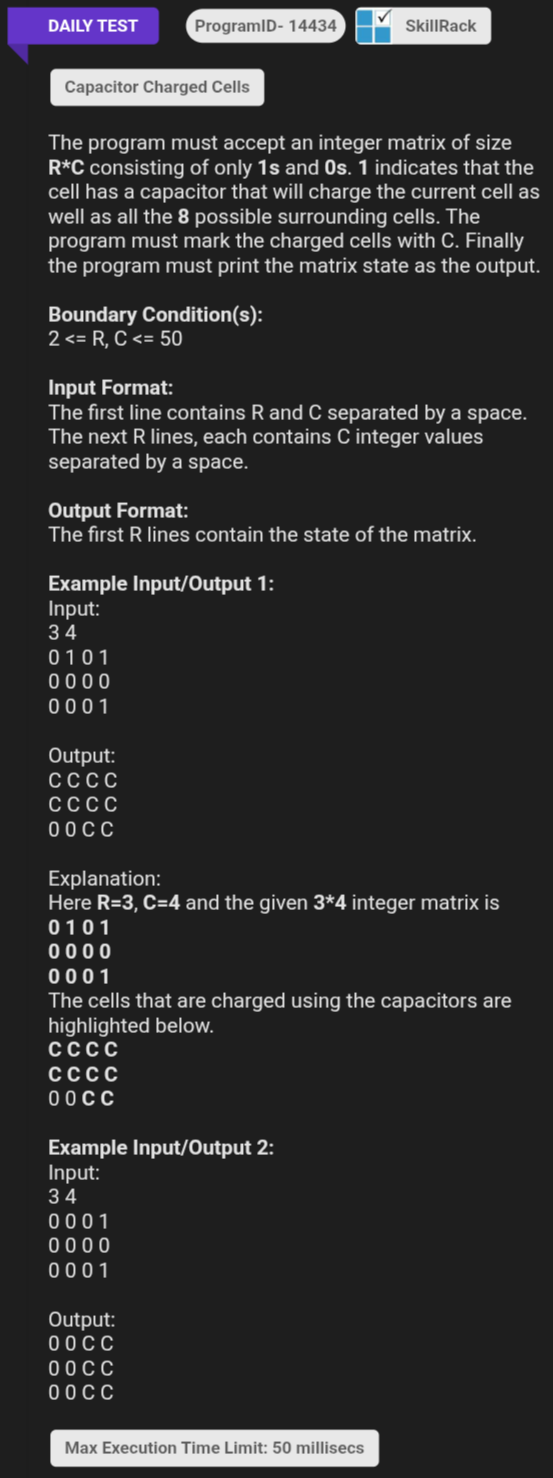 DAILY TEST
ProgramID- 14434
SkillRack
Capacitor Charged Cells
The program must accept an integer matrix of size
R*C consisting of only 1s and 0s. 1 indicates that the
cell has a capacitor that will charge the current cell as
well as all the 8 possible surrounding cells. The
program must mark the charged cells with C. Finally
the program must print the matrix state as the output.
Boundary Condition(s):
2 <= R, C <= 50
Input Format:
The first line contains R and C separated by a space.
The next R lines, each contains C integer values
separated by a space.
Output Format:
The first R lines contain the state of the matrix.
Example Input/Output 1:
Input:
3 4
0 1 0 1
0 0 0 0
0 0 0 1
Output:
C C C C
C C C C
0 0 C C
Explanation:
Here R=3, C=4 and the given 3*4 integer matrix is
0 1 0 1
0 0 0 0
0 0 0 1
The cells that are charged using the capacitors are
highlighted below.
C C C C
C C C C
0 0 C C
Example Input/Output 2:
Input:
3 4
0 0 0 1
0 0 0 0
0 0 0 1
Output:
0 0 C C
0 0 C C
0 0 C C
Max Execution Time Limit: 50 millisecs